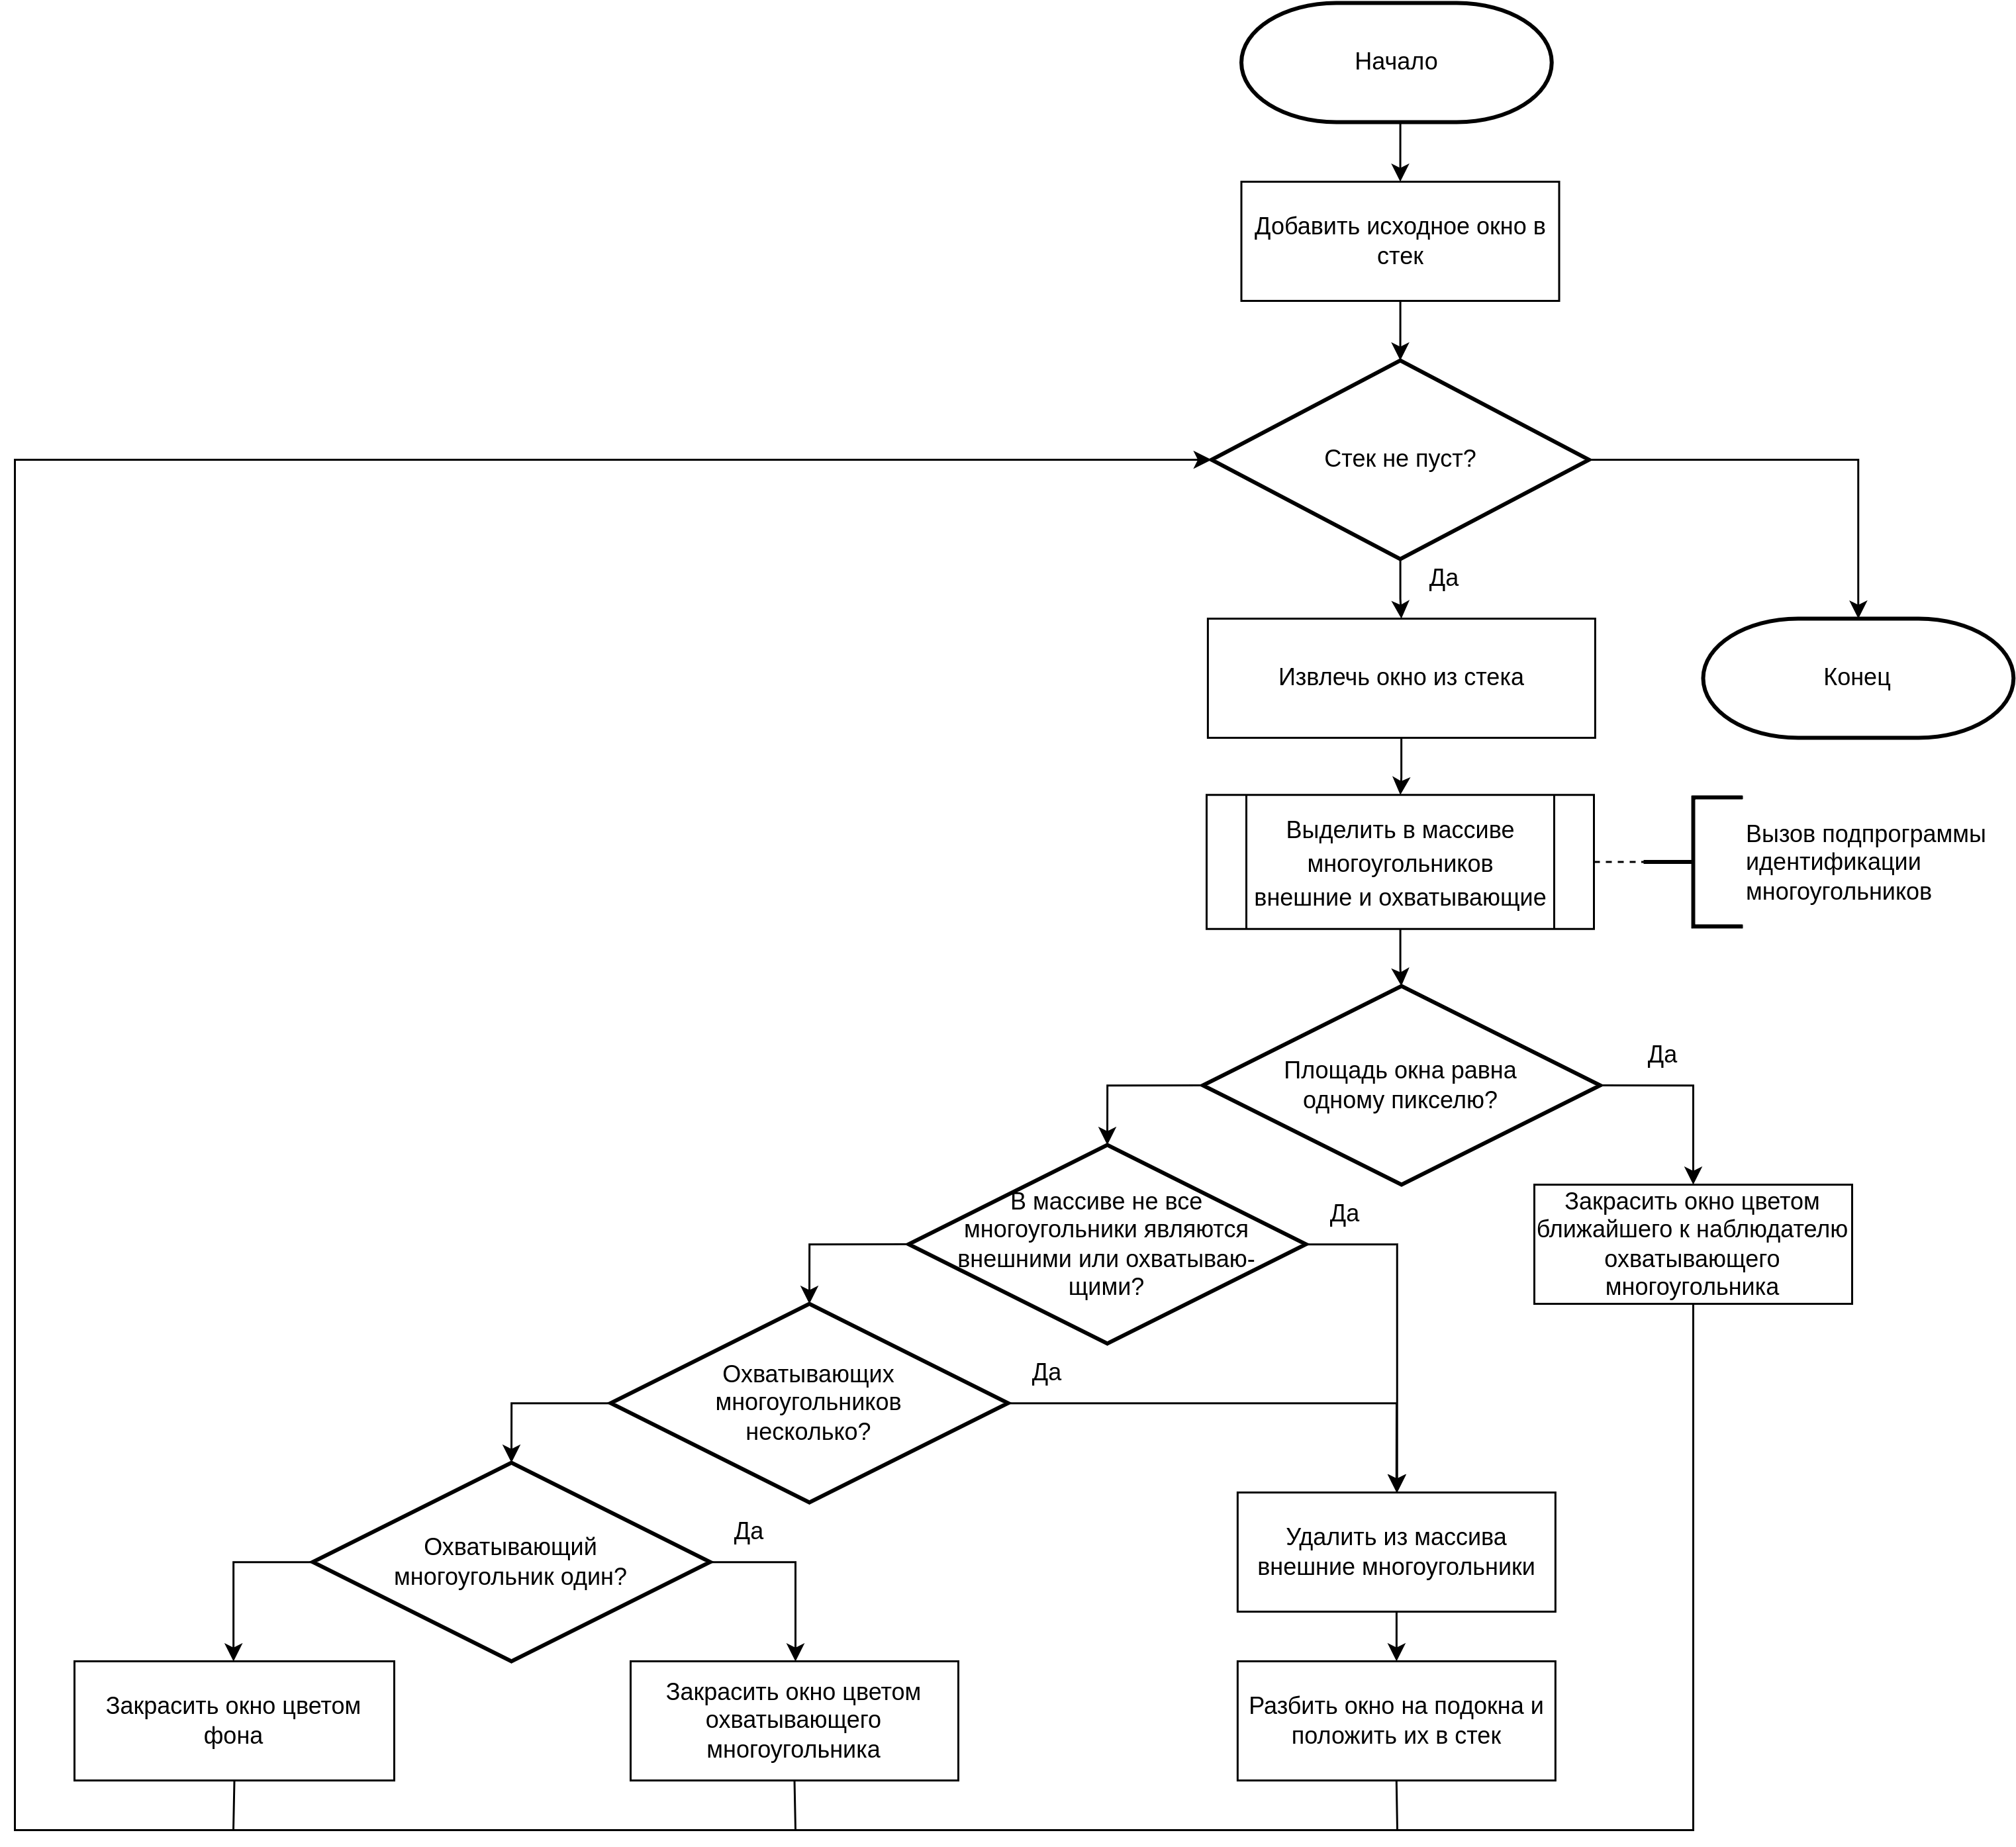 Начало
Добавить исходное окно в
стек
Стек не пуст?
Да
Извлечь окно из стека
Конец
Выделить в массиве
многоугольников
внешние и охватывающие
Вызов подпрограммы
идентификации
многоугольников
Площадь окна равна
одному пикселю?
Да
В массиве не все
многоугольники являются
внешними или охватываю-
щими?
Да
Закрасить окно цветом
ближайшего к наблюдателю
охватывающего
многоугольника
Охватывающих
многоугольников
несколько?
Да
Охватывающий
многоугольник один?
Да
Удалить из массива
внешние многоугольники
Закрасить окно цветом
фона
Закрасить окно цветом
охватывающего
многоугольника
Разбить окно на подокна и
положить их в стек